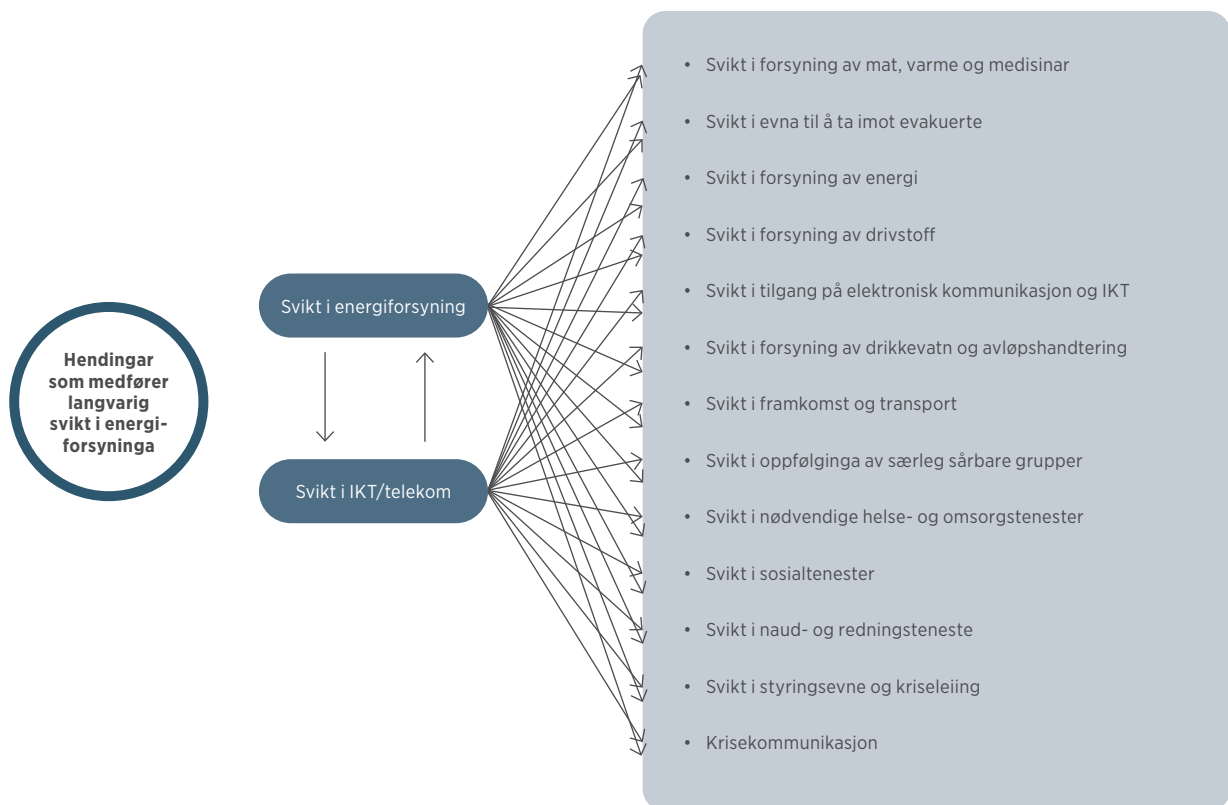 Hendingar
som medfører
langvarig
svikt i energi-
forsyninga
Svikt i energiforsyning
Svikt i IKT/telekom
• Svikt i forsyning av mat, varme og medisinar
• Svikt i evna til å ta imot evakuerte
• Svikt i forsyning av energi
• Svikt i forsyning av drivstoff
• Svikt i tilgang på elektronisk kommunikasjon og IKT
• Svikt i forsyning av drikkevatn og avløpshandtering
• Svikt i framkomst og transport
• Svikt i oppfølginga av særleg sårbare grupper
• Svikt i nødvendige helse- og omsorgstenester
• Svikt i sosialtenester
• Svikt i naud- og redningsteneste
• Svikt i styringsevne og kriseleiing
• Krisekommunikasjon